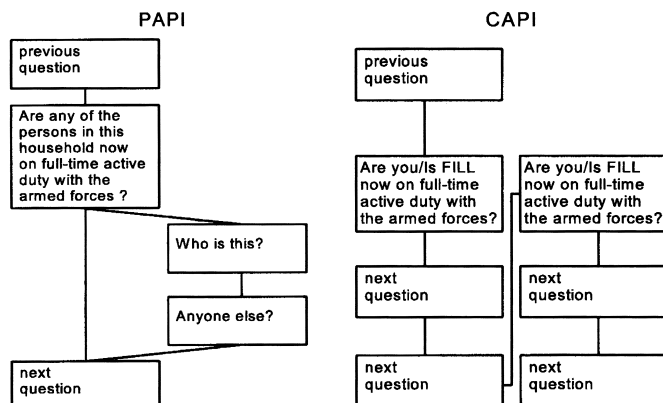 PAPI
previous
question
Are any of the
persons in this
household now
on full-time active
duty with the
armed forces ?
Who is this?
Anyone else?
next
question
CAPI
previous
question
Are you/Is FILL
now on full-time
active duty with
the armed forces?
next
question
next
question
Are you/Is FILL
now on full-time
active duty with
the armed forces?
next
question
next
question